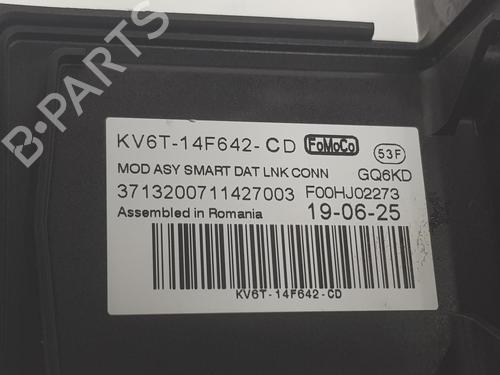 B-PARTS
KV6T-14F642-CD FoMoCo 53F
MOD ASY SMART DAT LNK CONN GQ6KD
3713200711427003 F00HJ02273
Assembled in Romania 19-06-25
KV6T-14F642-CD